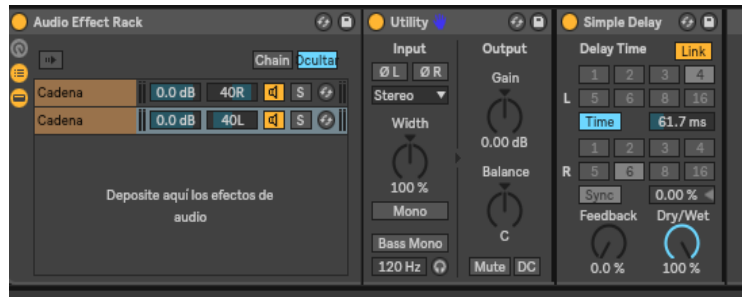 Audio Effect Rack
Chain Ocultar
Cadena 0.0 dB 40R S
Cadena 0.0 dB 40L S
Deposite aquí los efectos de
audio
Utility
Input
Ø L Ø R
Stereo
Width
100 %
Mono
Bass Mono
120 Hz
Output
Gain
0.00 dB
Balance
C
Mute DC
Simple Delay
Delay Time Link
1 2 3 4
L 5 6 8 16
Time 61.7 ms
1 2 3 4
R 5 6 8 16
Sync 0.00 %
Feedback Dry/Wet
0.0 % 100 %